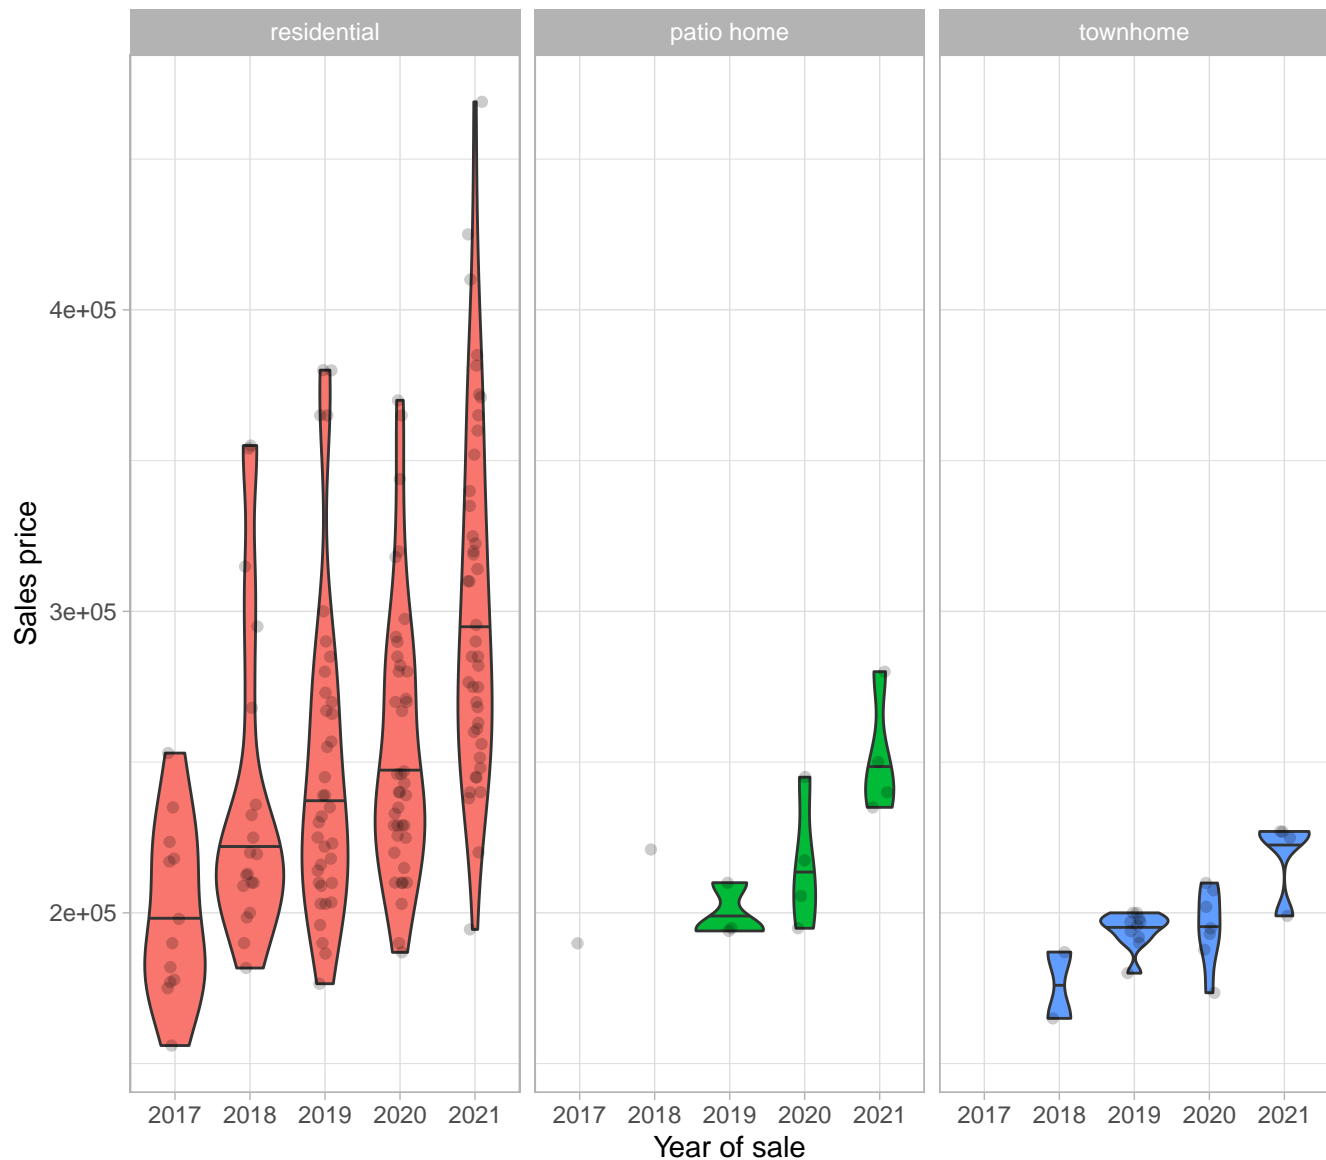 residential patio home townhome
4e+05
3e+05
2e+05
Sales price
2017 2018 2019 2020 2021 2017 2018 2019 2020 2021 2017 2018 2019 2020 2021
Year of sale